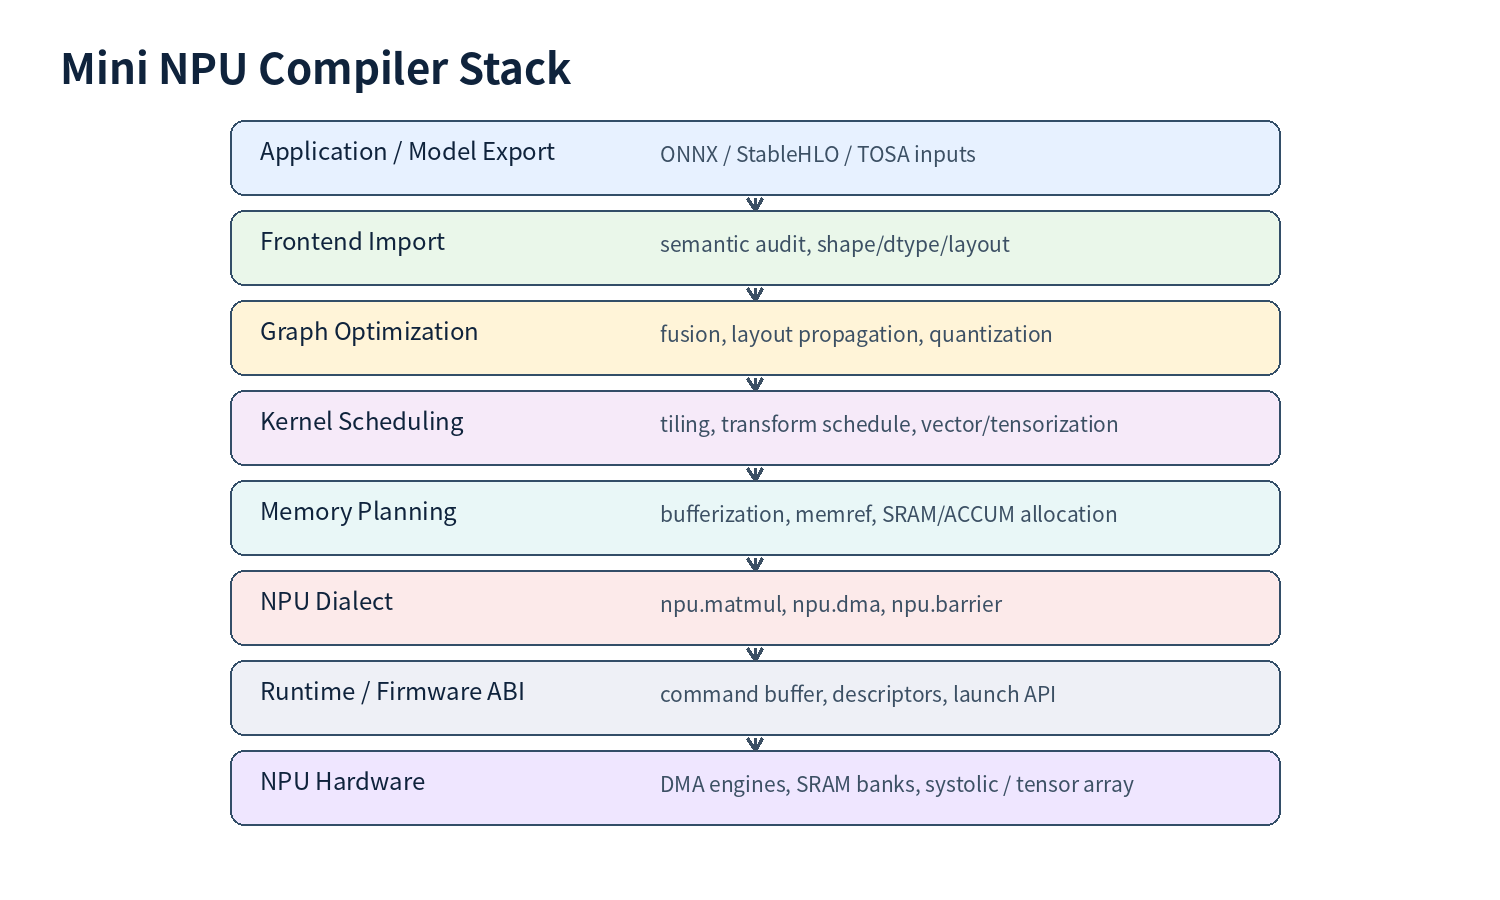 Mini NPU Compiler Stack
Application / Model Export
ONNX / StableHLO / TOSA inputs
Frontend Import
semantic audit, shape/dtype/layout
Graph Optimization
fusion, layout propagation, quantization
Kernel Scheduling
tiling, transform schedule, vector/tensorization
Memory Planning
bufferization, memref, SRAM/ACCUM allocation
NPU Dialect
npu.matmul, npu.dma, npu.barrier
Runtime / Firmware ABI
command buffer, descriptors, launch API
NPU Hardware
DMA engines, SRAM banks, systolic / tensor array